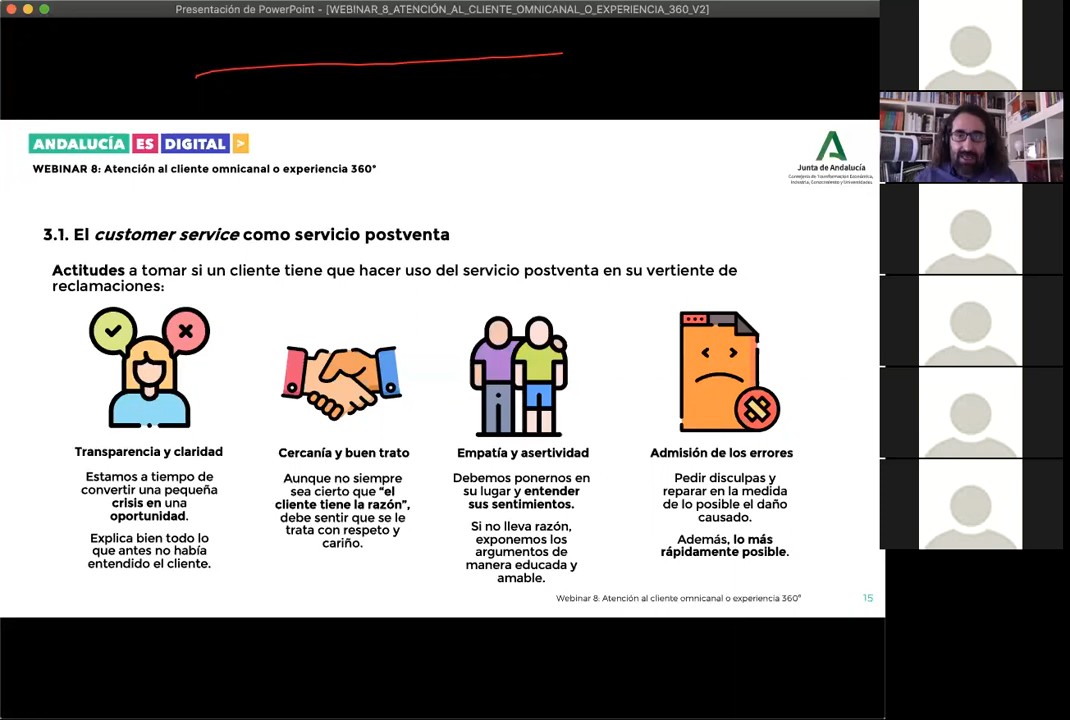 Presentación de PowerPoint - [WEBINAR_8_ATENCIÓN_AL_CLIENTE_OMNICANAL_O_EXPERIENCIA_360_V2]
ANDALUCÍA ES DIGITAL >
WEBINAR 8: Atención al cliente omnicanal o experiencia 360°
Junta de Andalucía
Consejería de Transformación Económica,
Industria, Conocimiento y Universidades
3.1. El customer service como servicio postventa
Actitudes a tomar si un cliente tiene que hacer uso del servicio postventa en su vertiente de
reclamaciones:
Transparencia y claridad
Estamos a tiempo de
convertir una pequeña
crisis en una
oportunidad.
Explica bien todo lo
que antes no había
entendido el cliente.
Cercanía y buen trato
Aunque no siempre
sea cierto que "el
cliente tiene la razón",
debe sentir que se le
trata con respeto y
cariño.
Empatía y asertividad
Debemos ponernos en
su lugar y entender
sus sentimientos.
Si no lleva razón,
exponemos los
argumentos de
manera educada y
amable.
Admisión de los errores
Pedir disculpas y
reparar en la medida
de lo posible el daño
causado.
Además, lo más
rápidamente posible.
Webinar 8: Atención al cliente omnicanal o experiencia 360°
15